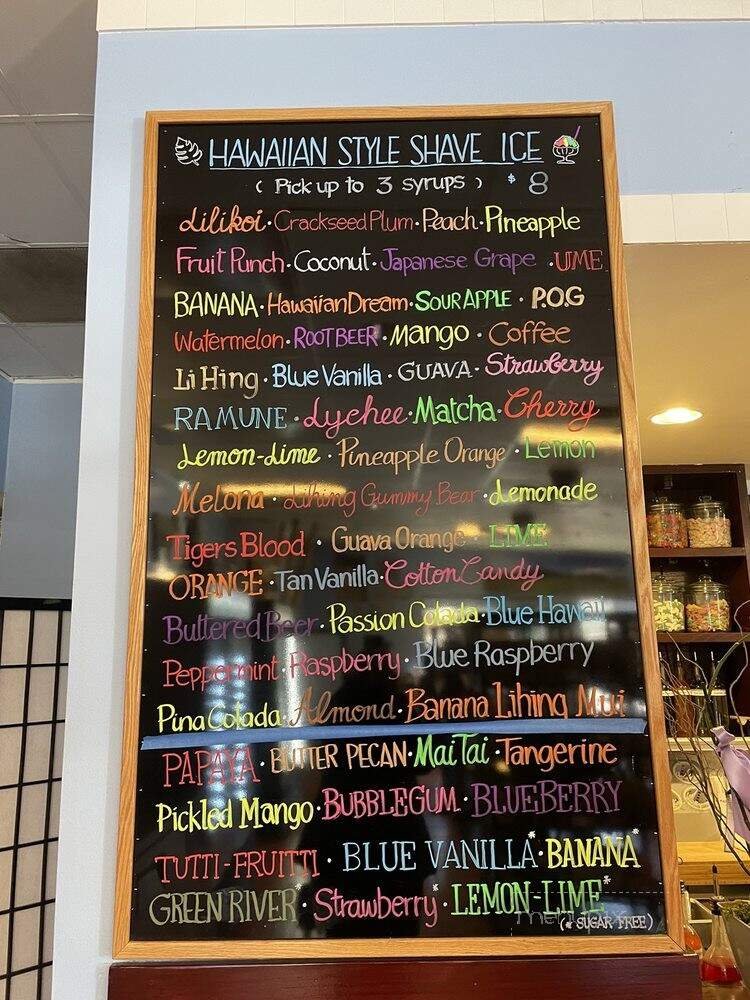 HAWAIIAN STYLE SHAVE ICE
( Pick up to 3 syrups ) $8
Lilikoi · Crackseed Plum · Peach · Pineapple
Fruit Punch · Coconut · Japanese Grape · UME
BANANA · Hawaiian Dream · SOUR APPLE · P.O.G
Watermelon · ROOT BEER · Mango · Coffee
Li Hing · Blue Vanilla · GUAVA · Strawberry
RAMUNE · Lychee · Matcha · Cherry
Lemon-Lime · Pineapple Orange · Lemon
Melona · Lihing Gummy Bear · Lemonade
Tigers Blood · Guava Orange · LIME
ORANGE · Tan Vanilla · Cotton Candy
Buttered Beer · Passion Colada · Blue Hawaii
Peppermint · Raspberry · Blue Raspberry
Pina Colada · Almond · Banana Lihing Mui
PAPAYA · BUTTER PECAN · Mai Tai · Tangerine
Pickled Mango · BUBBLEGUM · BLUEBERRY
TUTTI-FRUITTI · BLUE VANILLA* · BANANA*
GREEN RIVER* · Strawberry* · LEMON-LIME*
(* SUGAR FREE)